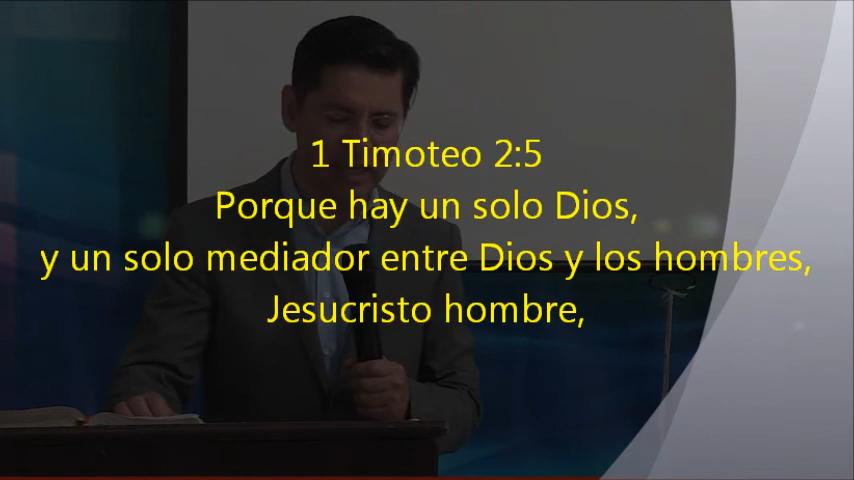 1 Timoteo 2:5
Porque hay un solo Dios,
y un solo mediador entre Dios y los hombres,
Jesucristo hombre,